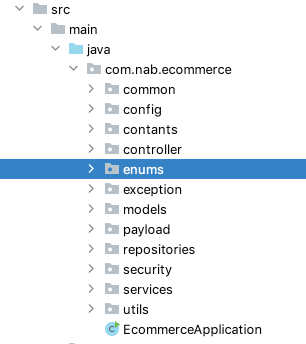 src
main
java
com.nab.ecommerce
common
config
contants
controller
enums
exception
models
payload
repositories
security
services
utils
EcommerceApplication